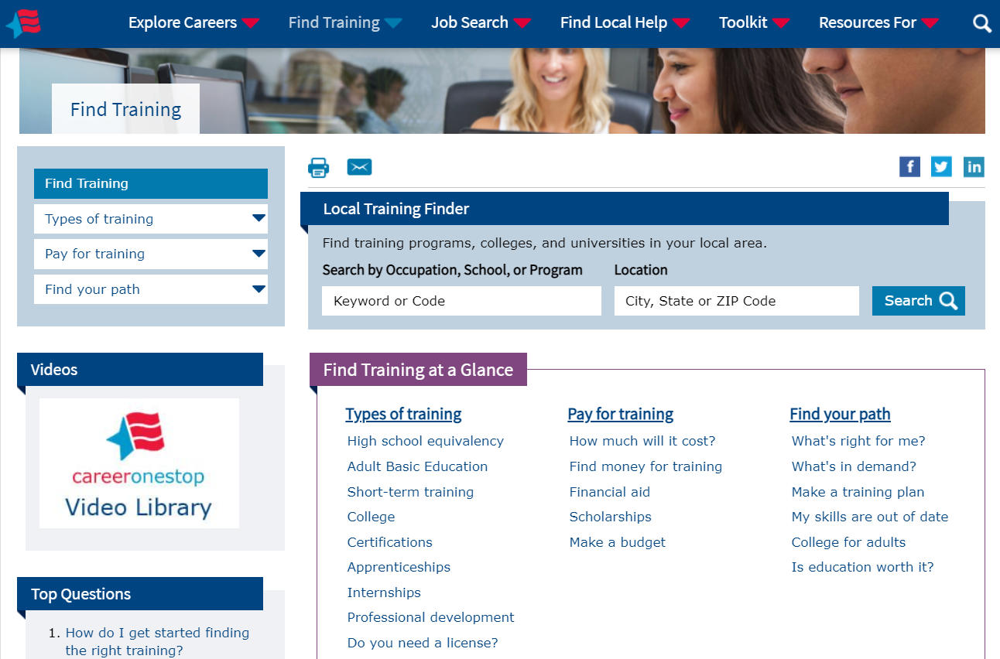 Explore Careers
Find Training
Job Search
Find Local Help
Toolkit
Resources For
Find Training
Find Training
Types of training
Pay for training
Find your path
f
in
Local Training Finder
Find training programs, colleges, and universities in your local area.
Search by Occupation, School, or Program
Location
Keyword or Code
City, State or ZIP Code
Search
Videos
careeronestop
Video Library
Top Questions
1. How do I get started finding
the right training?
Find Training at a Glance
Types of training
High school equivalency
Adult Basic Education
Short-term training
College
Certifications
Apprenticeships
Internships
Professional development
Do you need a license?
Pay for training
How much will it cost?
Find money for training
Financial aid
Scholarships
Make a budget
Find your path
What's right for me?
What's in demand?
Make a training plan
My skills are out of date
College for adults
Is education worth it?